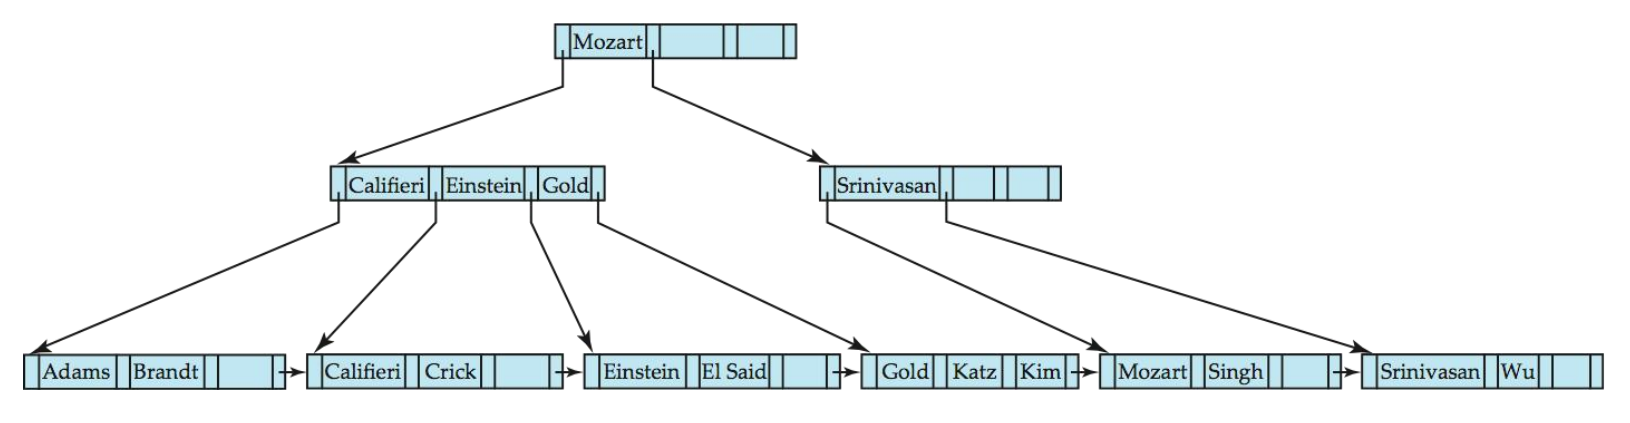 Mozart
Califieri Einstein Gold Srinivasan
Adams Brandt Califieri Crick Einstein El Said Gold Katz Kim Mozart Singh Srinivasan Wu